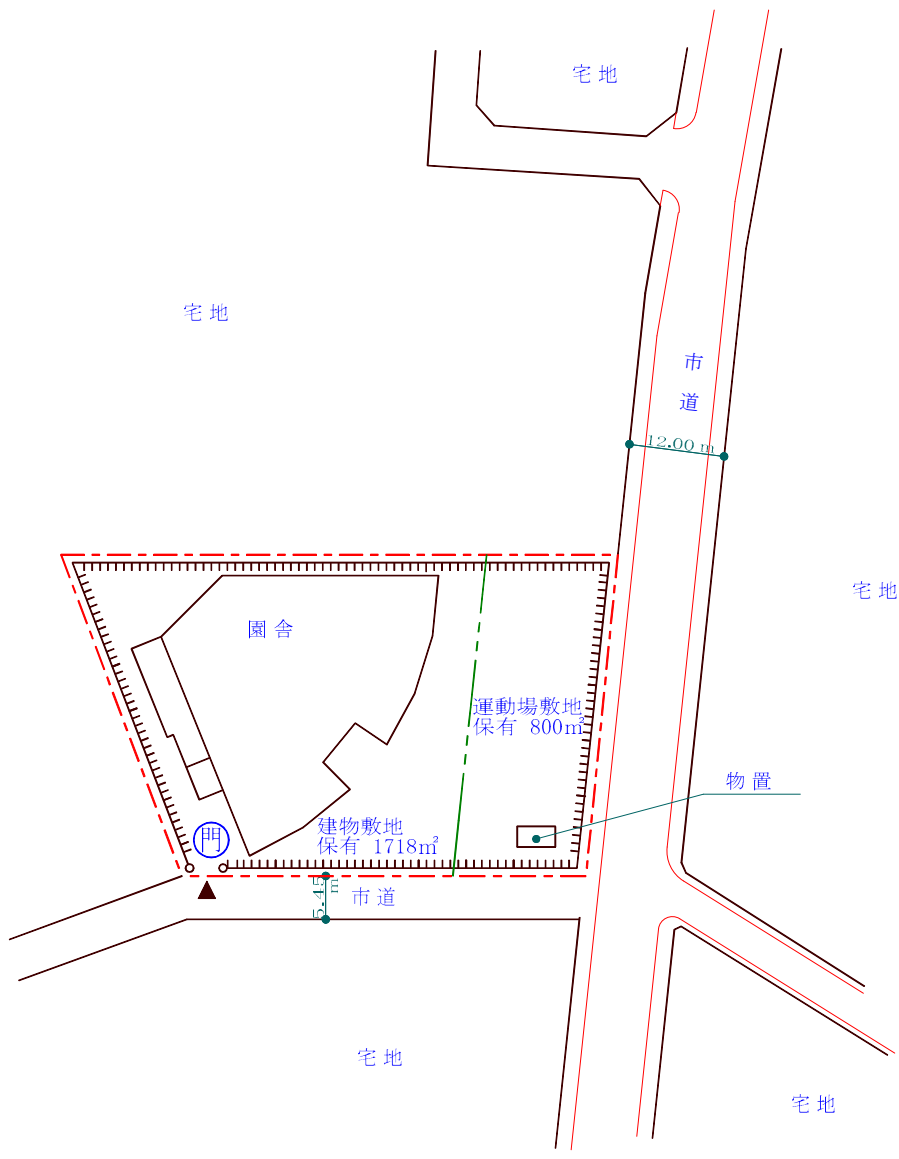 宅地
宅地
市
道
12.00 m
宅地
園舎
運動場敷地
保有 800㎡
物置
建物敷地
保有 1718㎡
門
市道
5.45
m
宅地
宅地